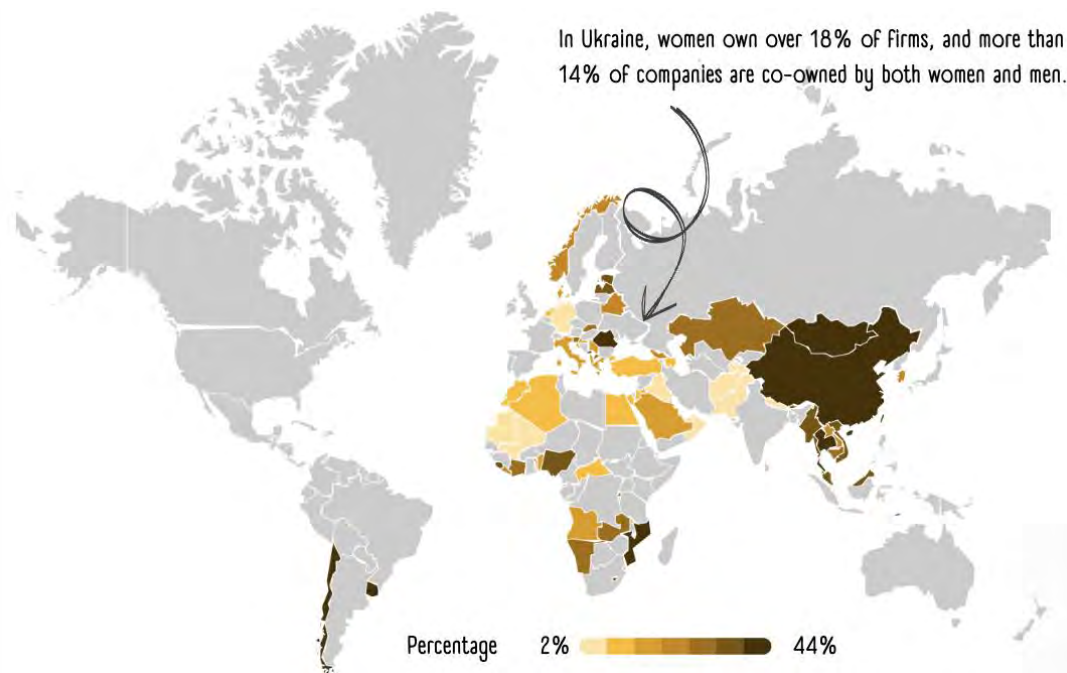 In Ukraine, women own over 18% of firms, and more than
14% of companies are co-owned by both women and men.
Percentage 2% 44%